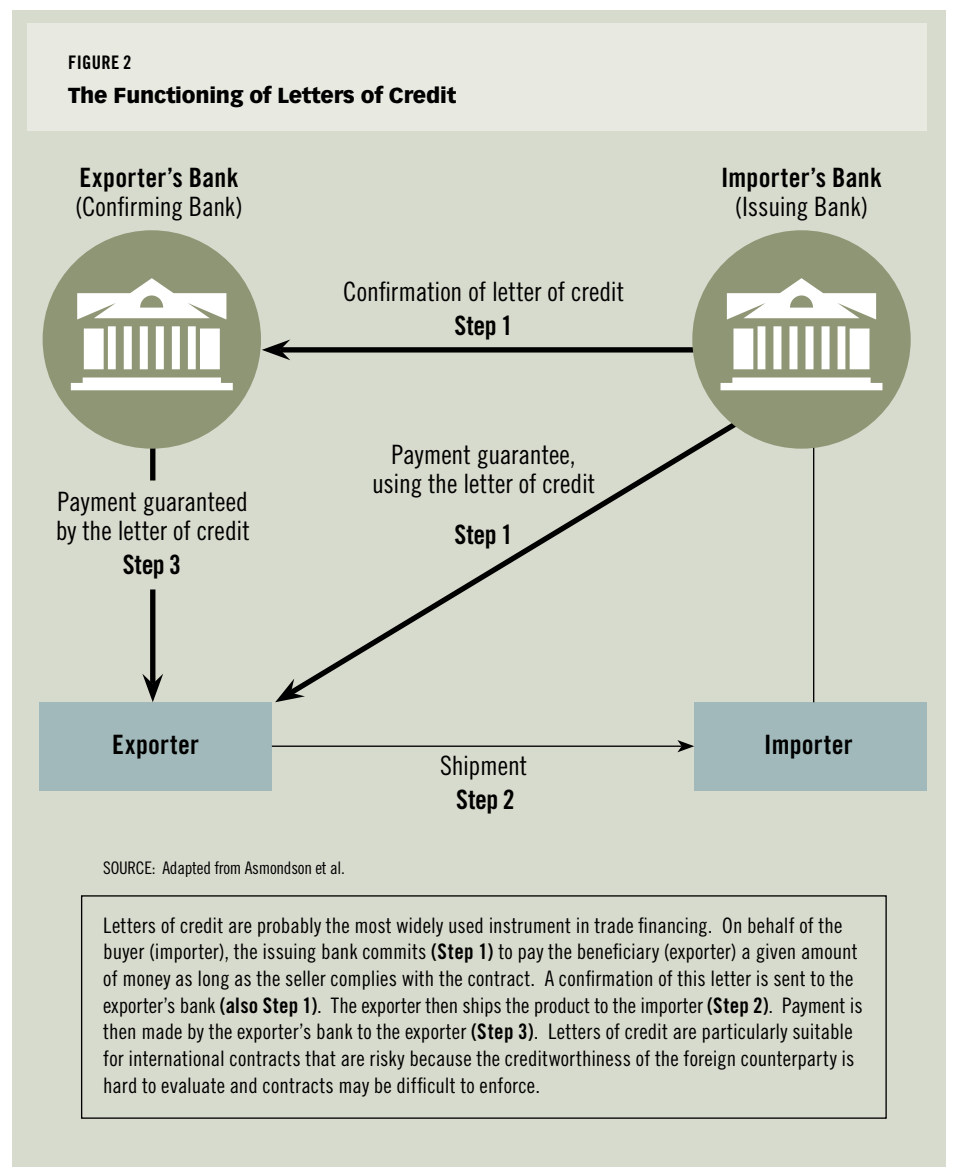 FIGURE 2
The Functioning of Letters of Credit
Exporter’s Bank
(Confirming Bank)
Importer’s Bank
(Issuing Bank)
Confirmation of letter of credit
Step 1
Payment guarantee,
using the letter of credit
Step 1
Payment guaranteed
by the letter of credit
Step 3
Exporter
Importer
Shipment
Step 2
SOURCE: Adapted from Asmondson et al.
Letters of credit are probably the most widely used instrument in trade financing. On behalf of the
buyer (importer), the issuing bank commits (Step 1) to pay the beneficiary (exporter) a given amount
of money as long as the seller complies with the contract. A confirmation of this letter is sent to the
exporter’s bank (also Step 1). The exporter then ships the product to the importer (Step 2). Payment is
then made by the exporter’s bank to the exporter (Step 3). Letters of credit are particularly suitable
for international contracts that are risky because the creditworthiness of the foreign counterparty is
hard to evaluate and contracts may be difficult to enforce.